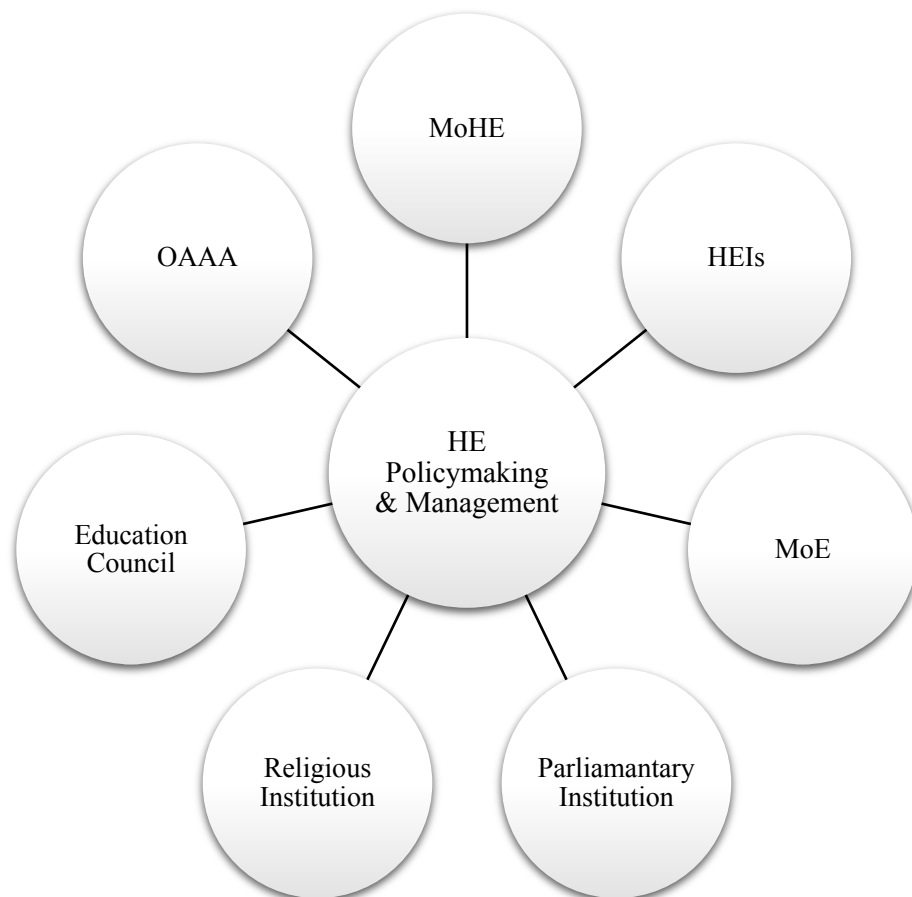 MoHE
OAAA
HEIs
HE
Policymaking
& Management
Education
Council
MoE
Religious
Institution
Parliamantary
Institution